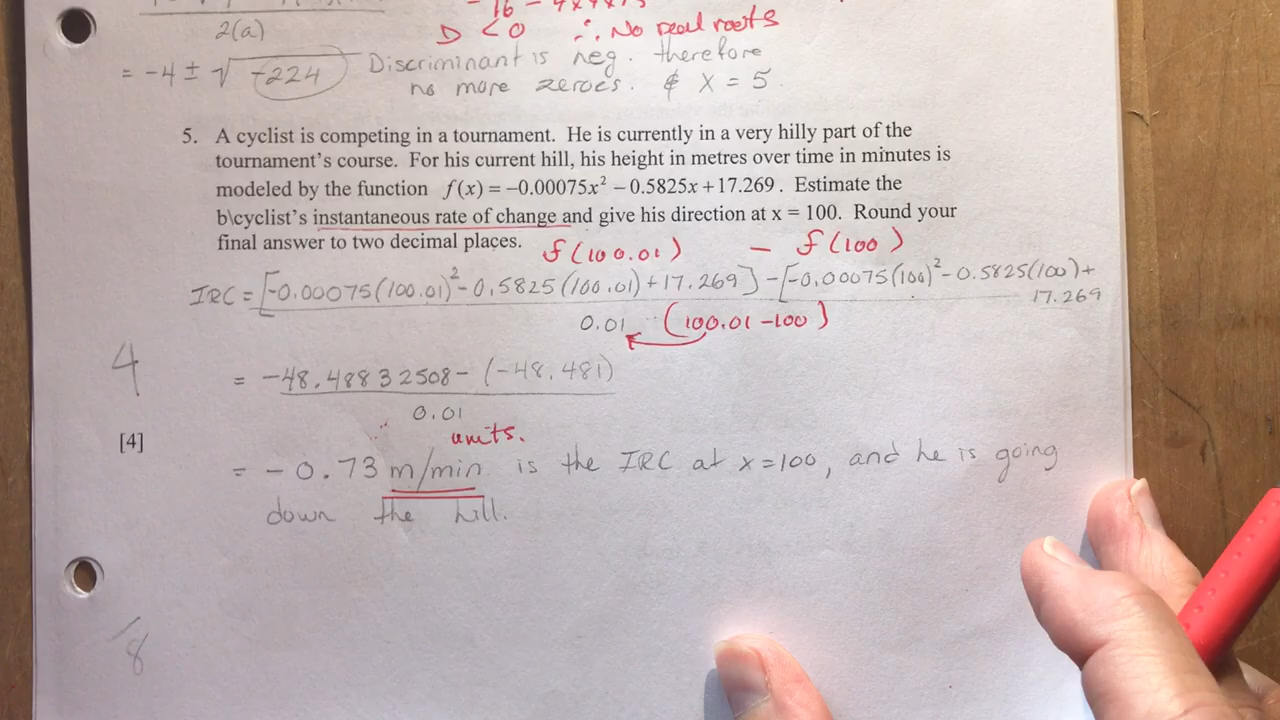 - 16 - 4x4x15
2(a)
D < 0 ∴ No real roots
= -4 ± √-224 Discriminant is neg. therefore
no more zeroes. & x = 5
5. A cyclist is competing in a tournament. He is currently in a very hilly part of the
tournament's course. For his current hill, his height in metres over time in minutes is
modeled by the function f(x) = −0.00075x² − 0.5825x + 17.269 . Estimate the
b\cyclist's instantaneous rate of change and give his direction at x = 100. Round your
final answer to two decimal places.
f(100.01) - f(100)
IRC = [-0.00075(100.01)² - 0.5825(100.01) + 17.269] - [-0.00075(100)² - 0.5825(100) +
17.269
0.01 (100.01 - 100)
4
= -48.48832508 - (-48.481)
0.01
[4]
units.
= -0.73 m/min is the IRC at x = 100, and he is going
down the hill.
/8